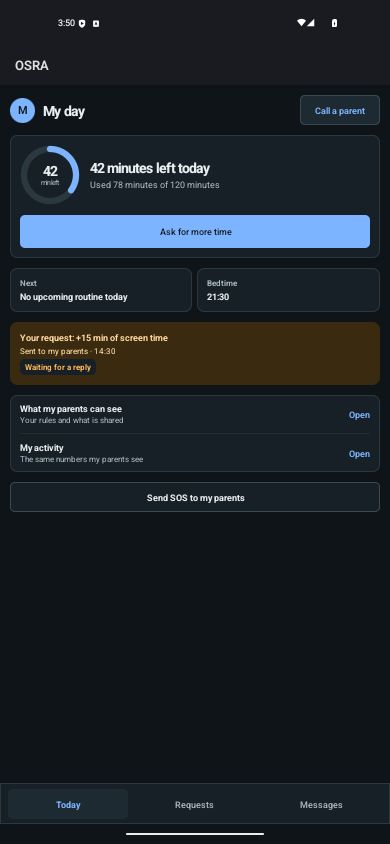 3:50
OSRA
M
My day
Call a parent
42
min left
42 minutes left today
Used 78 minutes of 120 minutes
Ask for more time
Next
No upcoming routine today
Bedtime
21:30
Your request: +15 min of screen time
Sent to my parents · 14:30
Waiting for a reply
What my parents can see
Your rules and what is shared
Open
My activity
The same numbers my parents see
Open
Send SOS to my parents
Today
Requests
Messages